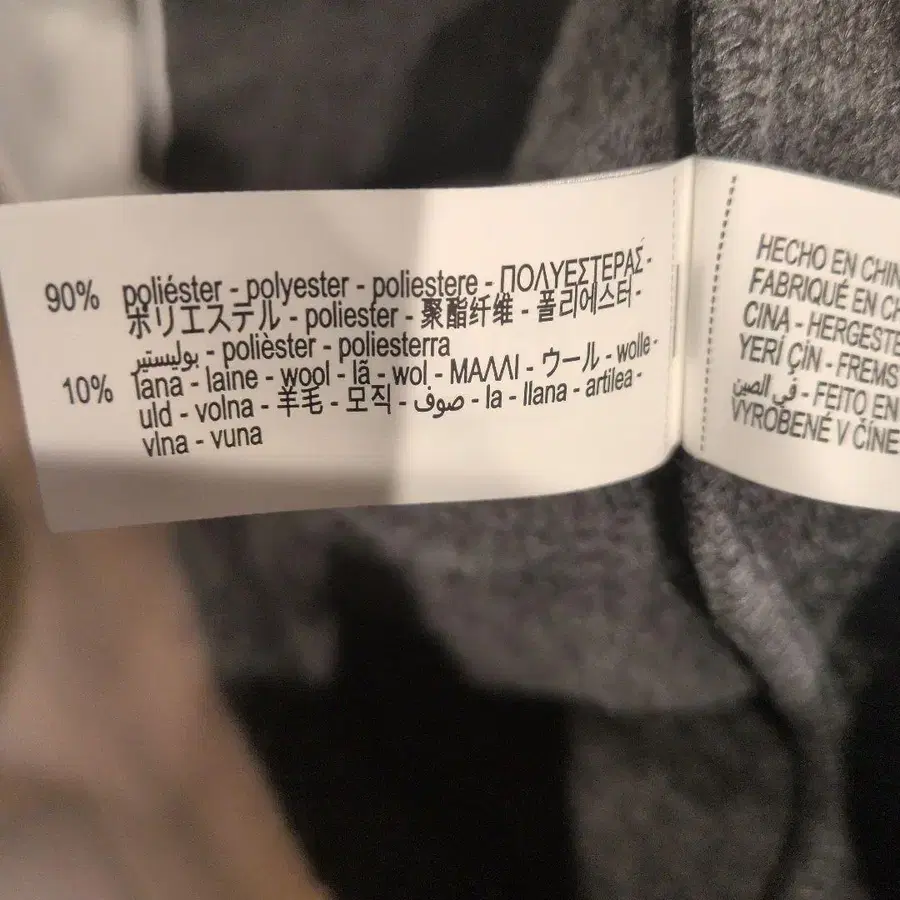 90% poliéster - polyester - poliestere - ΠΟΛΥΕΣΤΕΡΑΣ -
ポリエステル - poliester - 聚酯纤维 - 폴리에스터 -
بوليستير - polièster - poliesterra
10% lana - laine - wool - lã - wol - ΜΑΛΛΙ - ウール - wolle -
uld - volna - 羊毛 - 모직 - صوف - la - llana - artilea -
vlna - vuna
HECHO EN CHIN
FABRIQUÉ EN CH
CINA - HERGESTE
YERİ ÇİN - FREMS
في الصين - FEITO EN
VYROBENÉ V ČÍNE